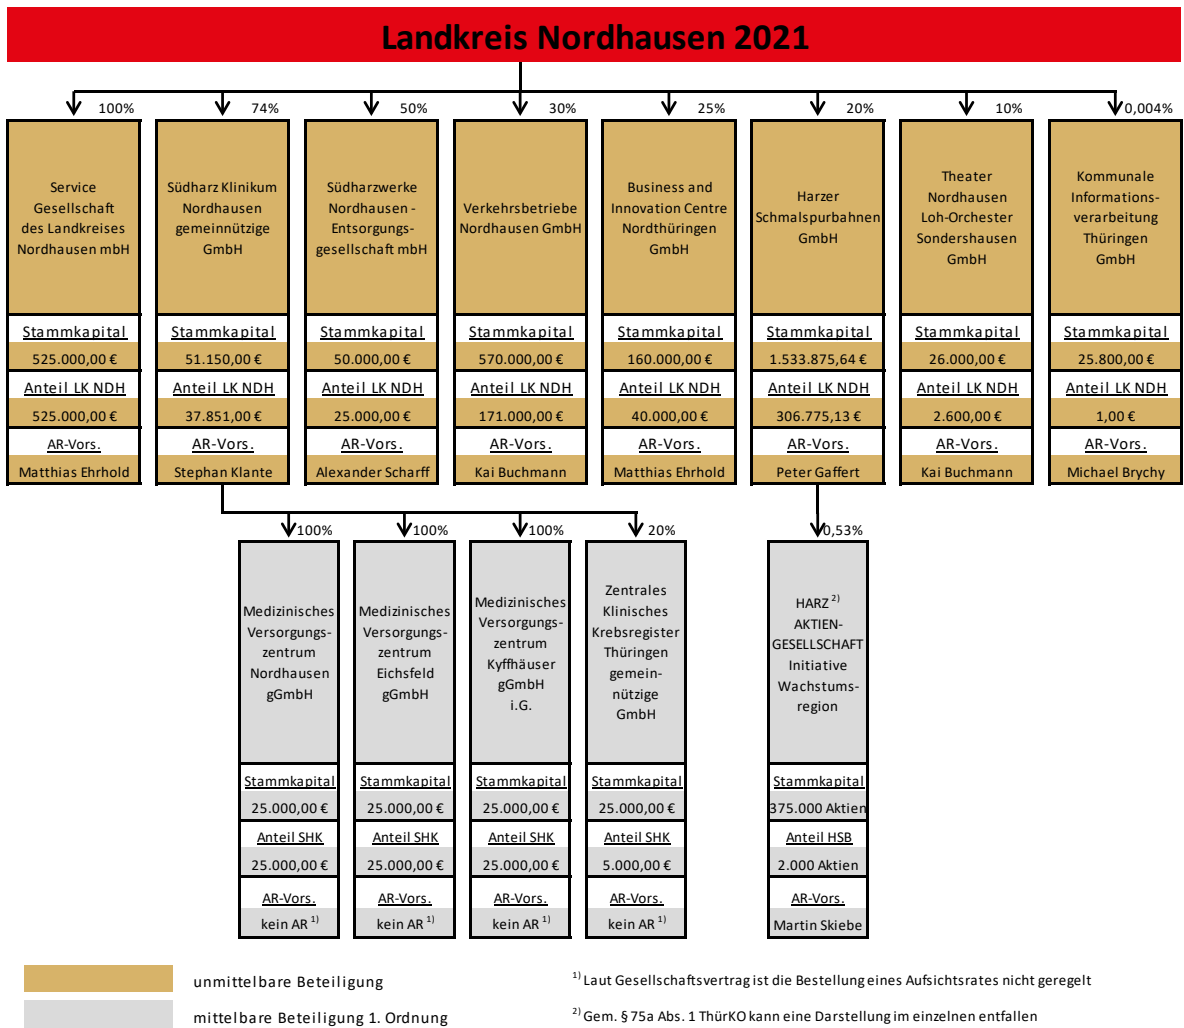 Landkreis Nordhausen 2021
100%
74%
50%
30%
25%
20%
10%
0,004%
Service
Gesellschaft
des Landkreises
Nordhausen mbH
Stammkapital
525.000,00 €
Anteil LK NDH
525.000,00 €
AR-Vors.
Matthias Ehrhold
Südharz Klinikum
Nordhausen
gemeinnützige
GmbH
Stammkapital
51.150,00 €
Anteil LK NDH
37.851,00 €
AR-Vors.
Stephan Klante
Südharzwerke
Nordhausen -
Entsorgungs-
gesellschaft mbH
Stammkapital
50.000,00 €
Anteil LK NDH
25.000,00 €
AR-Vors.
Alexander Scharff
Verkehrsbetriebe
Nordhausen GmbH
Stammkapital
570.000,00 €
Anteil LK NDH
171.000,00 €
AR-Vors.
Kai Buchmann
Business and
Innovation Centre
Nordthüringen
GmbH
Stammkapital
160.000,00 €
Anteil LK NDH
40.000,00 €
AR-Vors.
Matthias Ehrhold
Harzer
Schmalspurbahnen
GmbH
Stammkapital
1.533.875,64 €
Anteil LK NDH
306.775,13 €
AR-Vors.
Peter Gaffert
Theater
Nordhausen
Loh-Orchester
Sondershausen
GmbH
Stammkapital
26.000,00 €
Anteil LK NDH
2.600,00 €
AR-Vors.
Kai Buchmann
Kommunale
Informations-
verarbeitung
Thüringen
GmbH
Stammkapital
25.800,00 €
Anteil LK NDH
1,00 €
AR-Vors.
Michael Brychy
100%
100%
100%
20%
0,53%
Medizinisches
Versorgungs-
zentrum
Nordhausen
gGmbH
Stammkapital
25.000,00 €
Anteil SHK
25.000,00 €
AR-Vors.
kein AR 1)
Medizinisches
Versorgungs-
zentrum
Eichsfeld
gGmbH
Stammkapital
25.000,00 €
Anteil SHK
25.000,00 €
AR-Vors.
kein AR 1)
Medizinisches
Versorgungs-
zentrum
Kyffhäuser
gGmbH
i.G.
Stammkapital
25.000,00 €
Anteil SHK
25.000,00 €
AR-Vors.
kein AR 1)
Zentrales
Klinisches
Krebsregister
Thüringen
gemein-
nützige
GmbH
Stammkapital
25.000,00 €
Anteil SHK
5.000,00 €
AR-Vors.
kein AR 1)
HARZ 2)
AKTIEN-
GESELLSCHAFT
Initiative
Wachstums-
region
Stammkapital
375.000 Aktien
Anteil HSB
2.000 Aktien
AR-Vors.
Martin Skiebe
unmittelbare Beteiligung
mittelbare Beteiligung 1. Ordnung
1) Laut Gesellschaftsvertrag ist die Bestellung eines Aufsichtsrates nicht geregelt
2) Gem. § 75a Abs. 1 ThürKO kann eine Darstellung im einzelnen entfallen